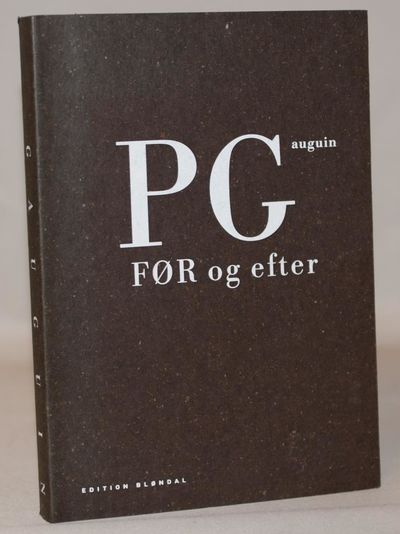 PGauguin
FØR og efter
EDITION BLØNDAL
GAUGUIN